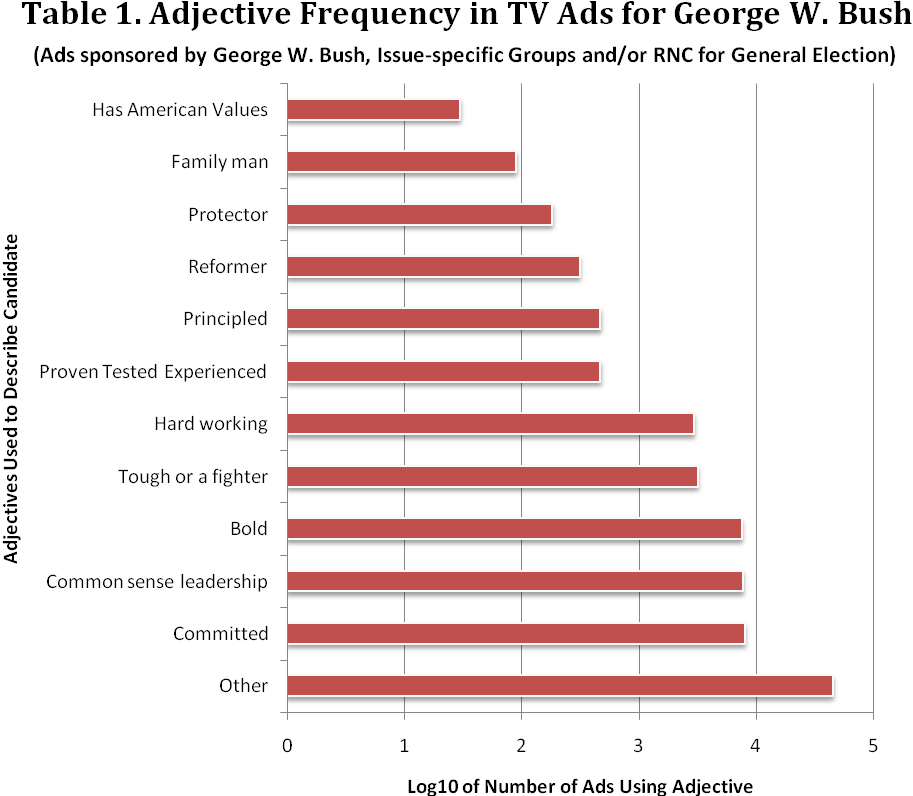 Table 1. Adjective Frequency in TV Ads for George W. Bush
(Ads sponsored by George W. Bush, Issue-specific Groups and/or RNC for General Election)
Adjectives Used to Describe Candidate
Has American Values
Family man
Protector
Reformer
Principled
Proven Tested Experienced
Hard working
Tough or a fighter
Bold
Common sense leadership
Committed
Other
0 1 2 3 4 5
Log10 of Number of Ads Using Adjective